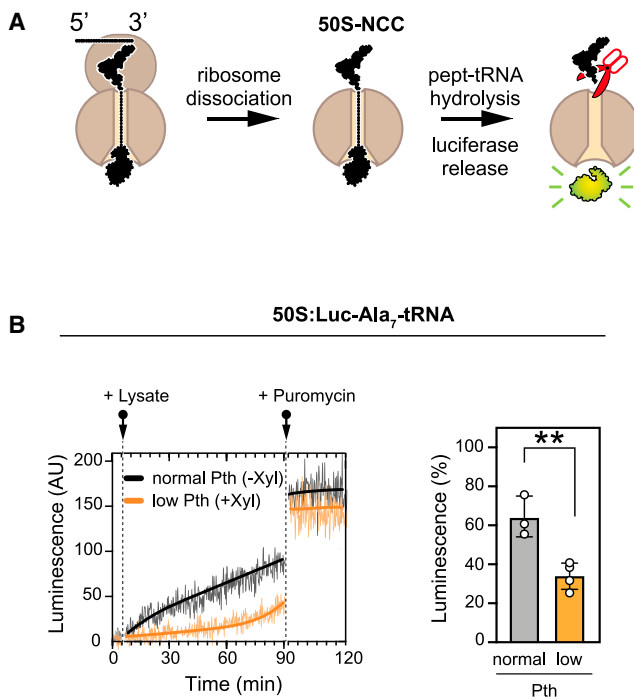 A
5’ 3’
ribosome
dissociation
50S-NCC
pept-tRNA
hydrolysis
luciferase
release
B
50S:Luc-Ala₇-tRNA
+ Lysate
+ Puromycin
Luminescence (AU)
200
150
100
50
0
normal Pth (-Xyl)
low Pth (+Xyl)
0 30 60 90 120
Time (min)
Luminescence (%)
100
80
60
40
20
0
**
normal low
Pth